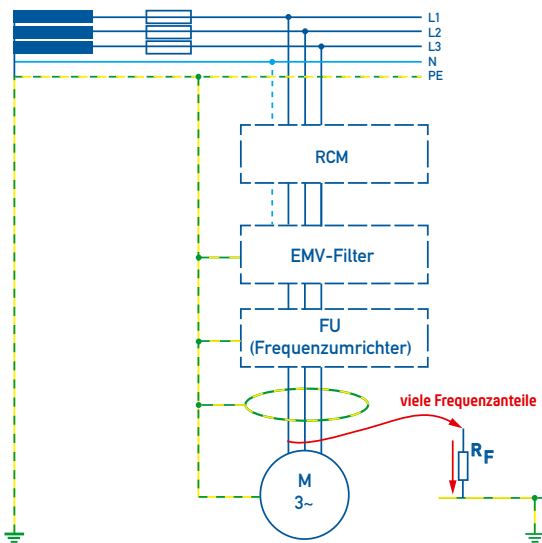 L1
L2
L3
N
PE
RCM
EMV-Filter
FU
(Frequenzumrichter)
viele Frequenzanteile
RF
M
3~